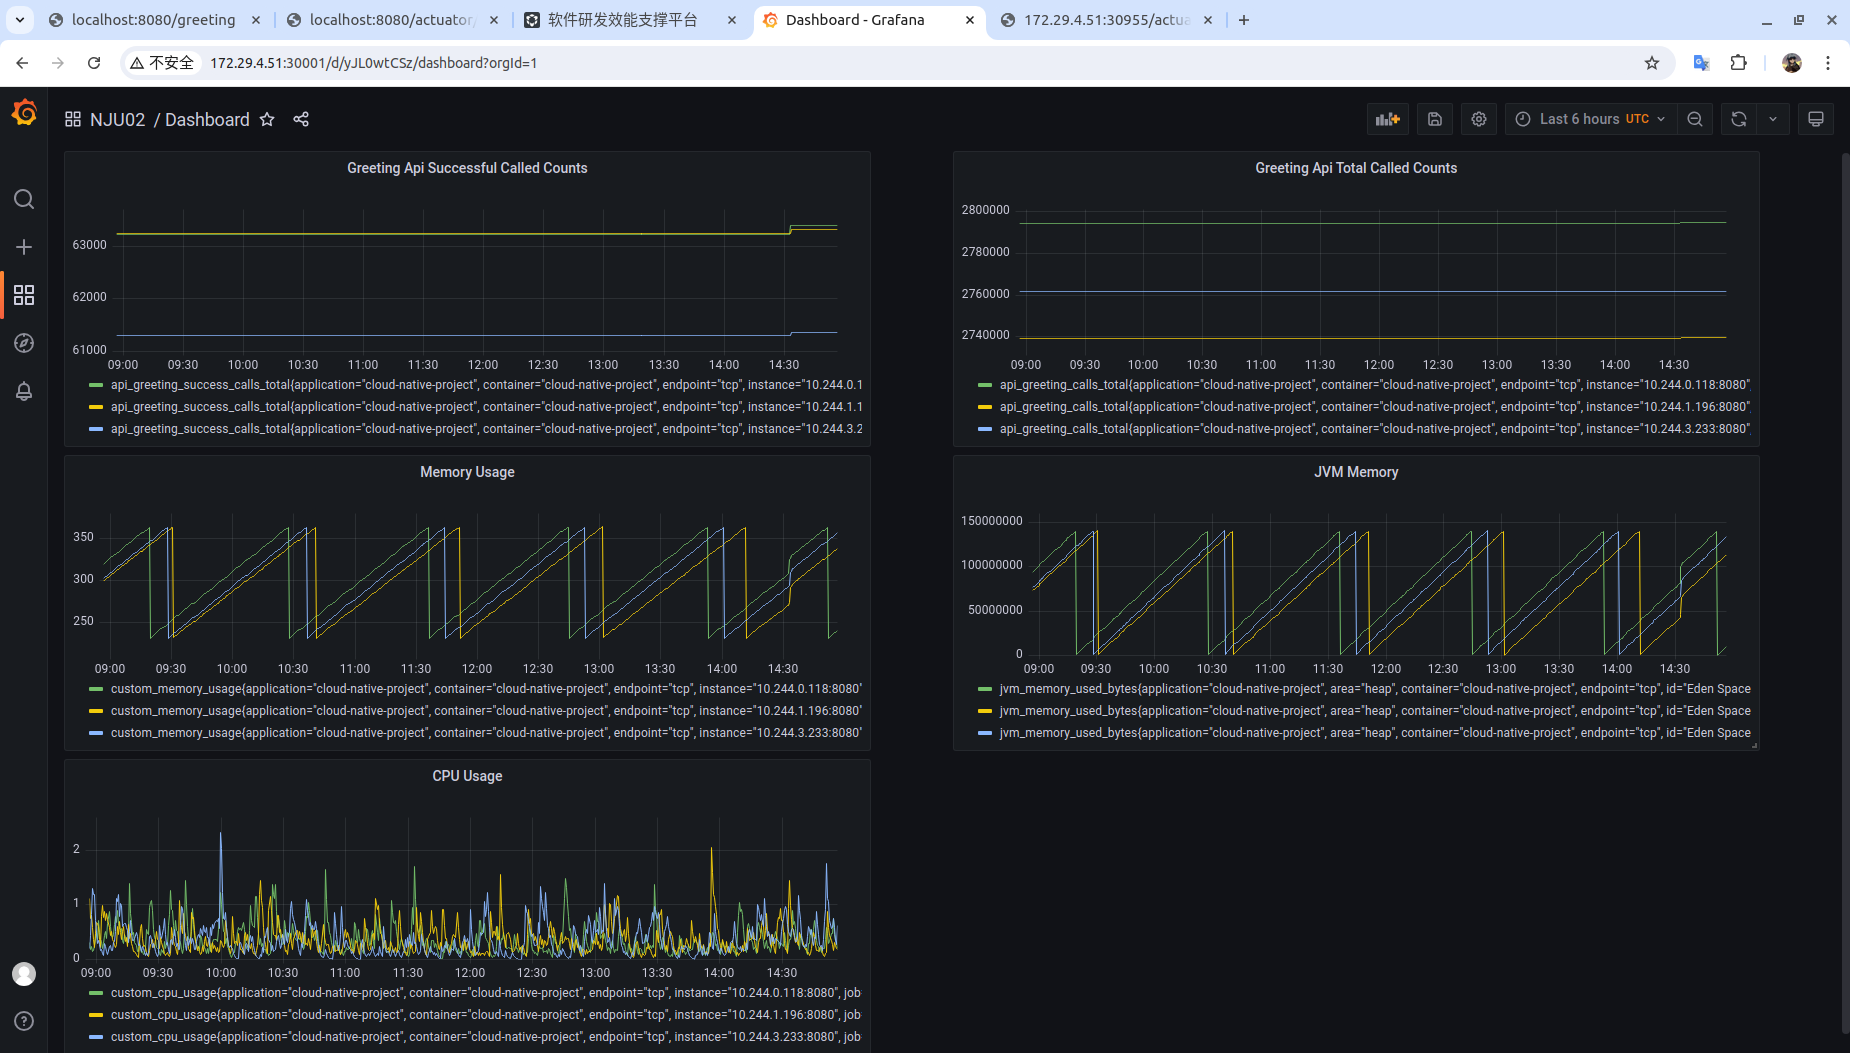 localhost:8080/greeting
localhost:8080/actuator/
软件研发效能支撑平台
Dashboard - Grafana
172.29.4.51:30955/actua
不安全
172.29.4.51:30001/d/yJL0wtCSz/dashboard?orgId=1
NJU02 / Dashboard
Last 6 hours UTC
Greeting Api Successful Called Counts
63000
62000
61000
09:00 09:30 10:00 10:30 11:00 11:30 12:00 12:30 13:00 13:30 14:00 14:30
api_greeting_success_calls_total{application="cloud-native-project", container="cloud-native-project", endpoint="tcp", instance="10.244.0.1
api_greeting_success_calls_total{application="cloud-native-project", container="cloud-native-project", endpoint="tcp", instance="10.244.1.1
api_greeting_success_calls_total{application="cloud-native-project", container="cloud-native-project", endpoint="tcp", instance="10.244.3.2
Greeting Api Total Called Counts
2800000
2780000
2760000
2740000
09:00 09:30 10:00 10:30 11:00 11:30 12:00 12:30 13:00 13:30 14:00 14:30
api_greeting_calls_total{application="cloud-native-project", container="cloud-native-project", endpoint="tcp", instance="10.244.0.118:8080",
api_greeting_calls_total{application="cloud-native-project", container="cloud-native-project", endpoint="tcp", instance="10.244.1.196:8080",
api_greeting_calls_total{application="cloud-native-project", container="cloud-native-project", endpoint="tcp", instance="10.244.3.233:8080",
Memory Usage
350
300
250
09:00 09:30 10:00 10:30 11:00 11:30 12:00 12:30 13:00 13:30 14:00 14:30
custom_memory_usage{application="cloud-native-project", container="cloud-native-project", endpoint="tcp", instance="10.244.0.118:8080"
custom_memory_usage{application="cloud-native-project", container="cloud-native-project", endpoint="tcp", instance="10.244.1.196:8080"
custom_memory_usage{application="cloud-native-project", container="cloud-native-project", endpoint="tcp", instance="10.244.3.233:8080"
JVM Memory
150000000
100000000
50000000
0
09:00 09:30 10:00 10:30 11:00 11:30 12:00 12:30 13:00 13:30 14:00 14:30
jvm_memory_used_bytes{application="cloud-native-project", area="heap", container="cloud-native-project", endpoint="tcp", id="Eden Space
jvm_memory_used_bytes{application="cloud-native-project", area="heap", container="cloud-native-project", endpoint="tcp", id="Eden Space
jvm_memory_used_bytes{application="cloud-native-project", area="heap", container="cloud-native-project", endpoint="tcp", id="Eden Space
CPU Usage
2
1
0
09:00 09:30 10:00 10:30 11:00 11:30 12:00 12:30 13:00 13:30 14:00 14:30
custom_cpu_usage{application="cloud-native-project", container="cloud-native-project", endpoint="tcp", instance="10.244.0.118:8080", job
custom_cpu_usage{application="cloud-native-project", container="cloud-native-project", endpoint="tcp", instance="10.244.1.196:8080", job
custom_cpu_usage{application="cloud-native-project", container="cloud-native-project", endpoint="tcp", instance="10.244.3.233:8080", job